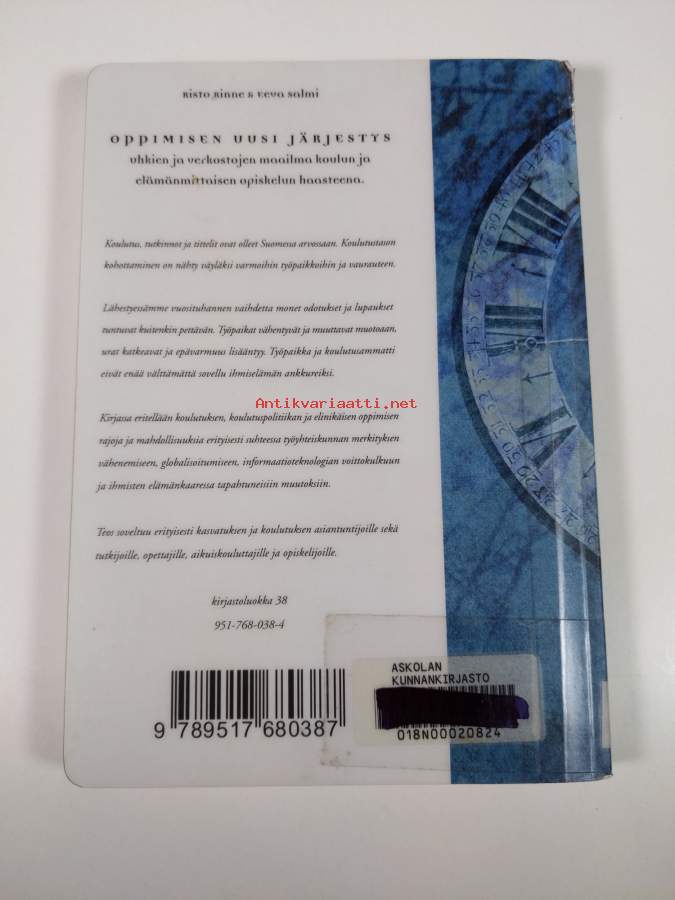 Risto Rinne & Eeva Salmi
OPPIMISEN UUSI JÄRJESTYS
Uhkien ja verkostojen maailma koulun ja
elämänmittaisen opiskelun haasteena.
Koulutus, tutkinnot ja tittelit ovat olleet Suomessa arvossaan. Koulutustason
kohottaminen on nähty väyläksi varmoihin työpaikkoihin ja vaurauteen.
Lähestyessämme vuosituhannen vaihdetta monet odotukset ja lupaukset
tuntuvat kuitenkin pettävän. Työpaikat vähentyvät ja muuttavat muotoaan,
urat katkeavat ja epävarmuus lisääntyy. Työpaikka ja koulutusammatti
eivät enää välttämättä sovellu ihmiselämän ankkureiksi.
Antikvariaatti.net
Kirjassa eritellään koulutuksen, koulutuspolitiikan ja elinikäisen oppimisen
rajoja ja mahdollisuuksia erityisesti suhteessa työyhteiskunnan merkityksen
vähenemiseen, globalisoitumiseen, informaatioteknologian voittokulkuun
ja ihmisten elämänkaaressa tapahtuneisiin muutoksiin.
Teos soveltuu erityisesti kasvatuksen ja koulutuksen asiantuntijoille sekä
tutkijoille, opettajille, aikuiskouluttajille ja opiskelijoille.
kirjastoluokka 38
951-768-038-4
9 789517 680387
ASKOLAN
KUNNANKIRJASTO
018N00020824